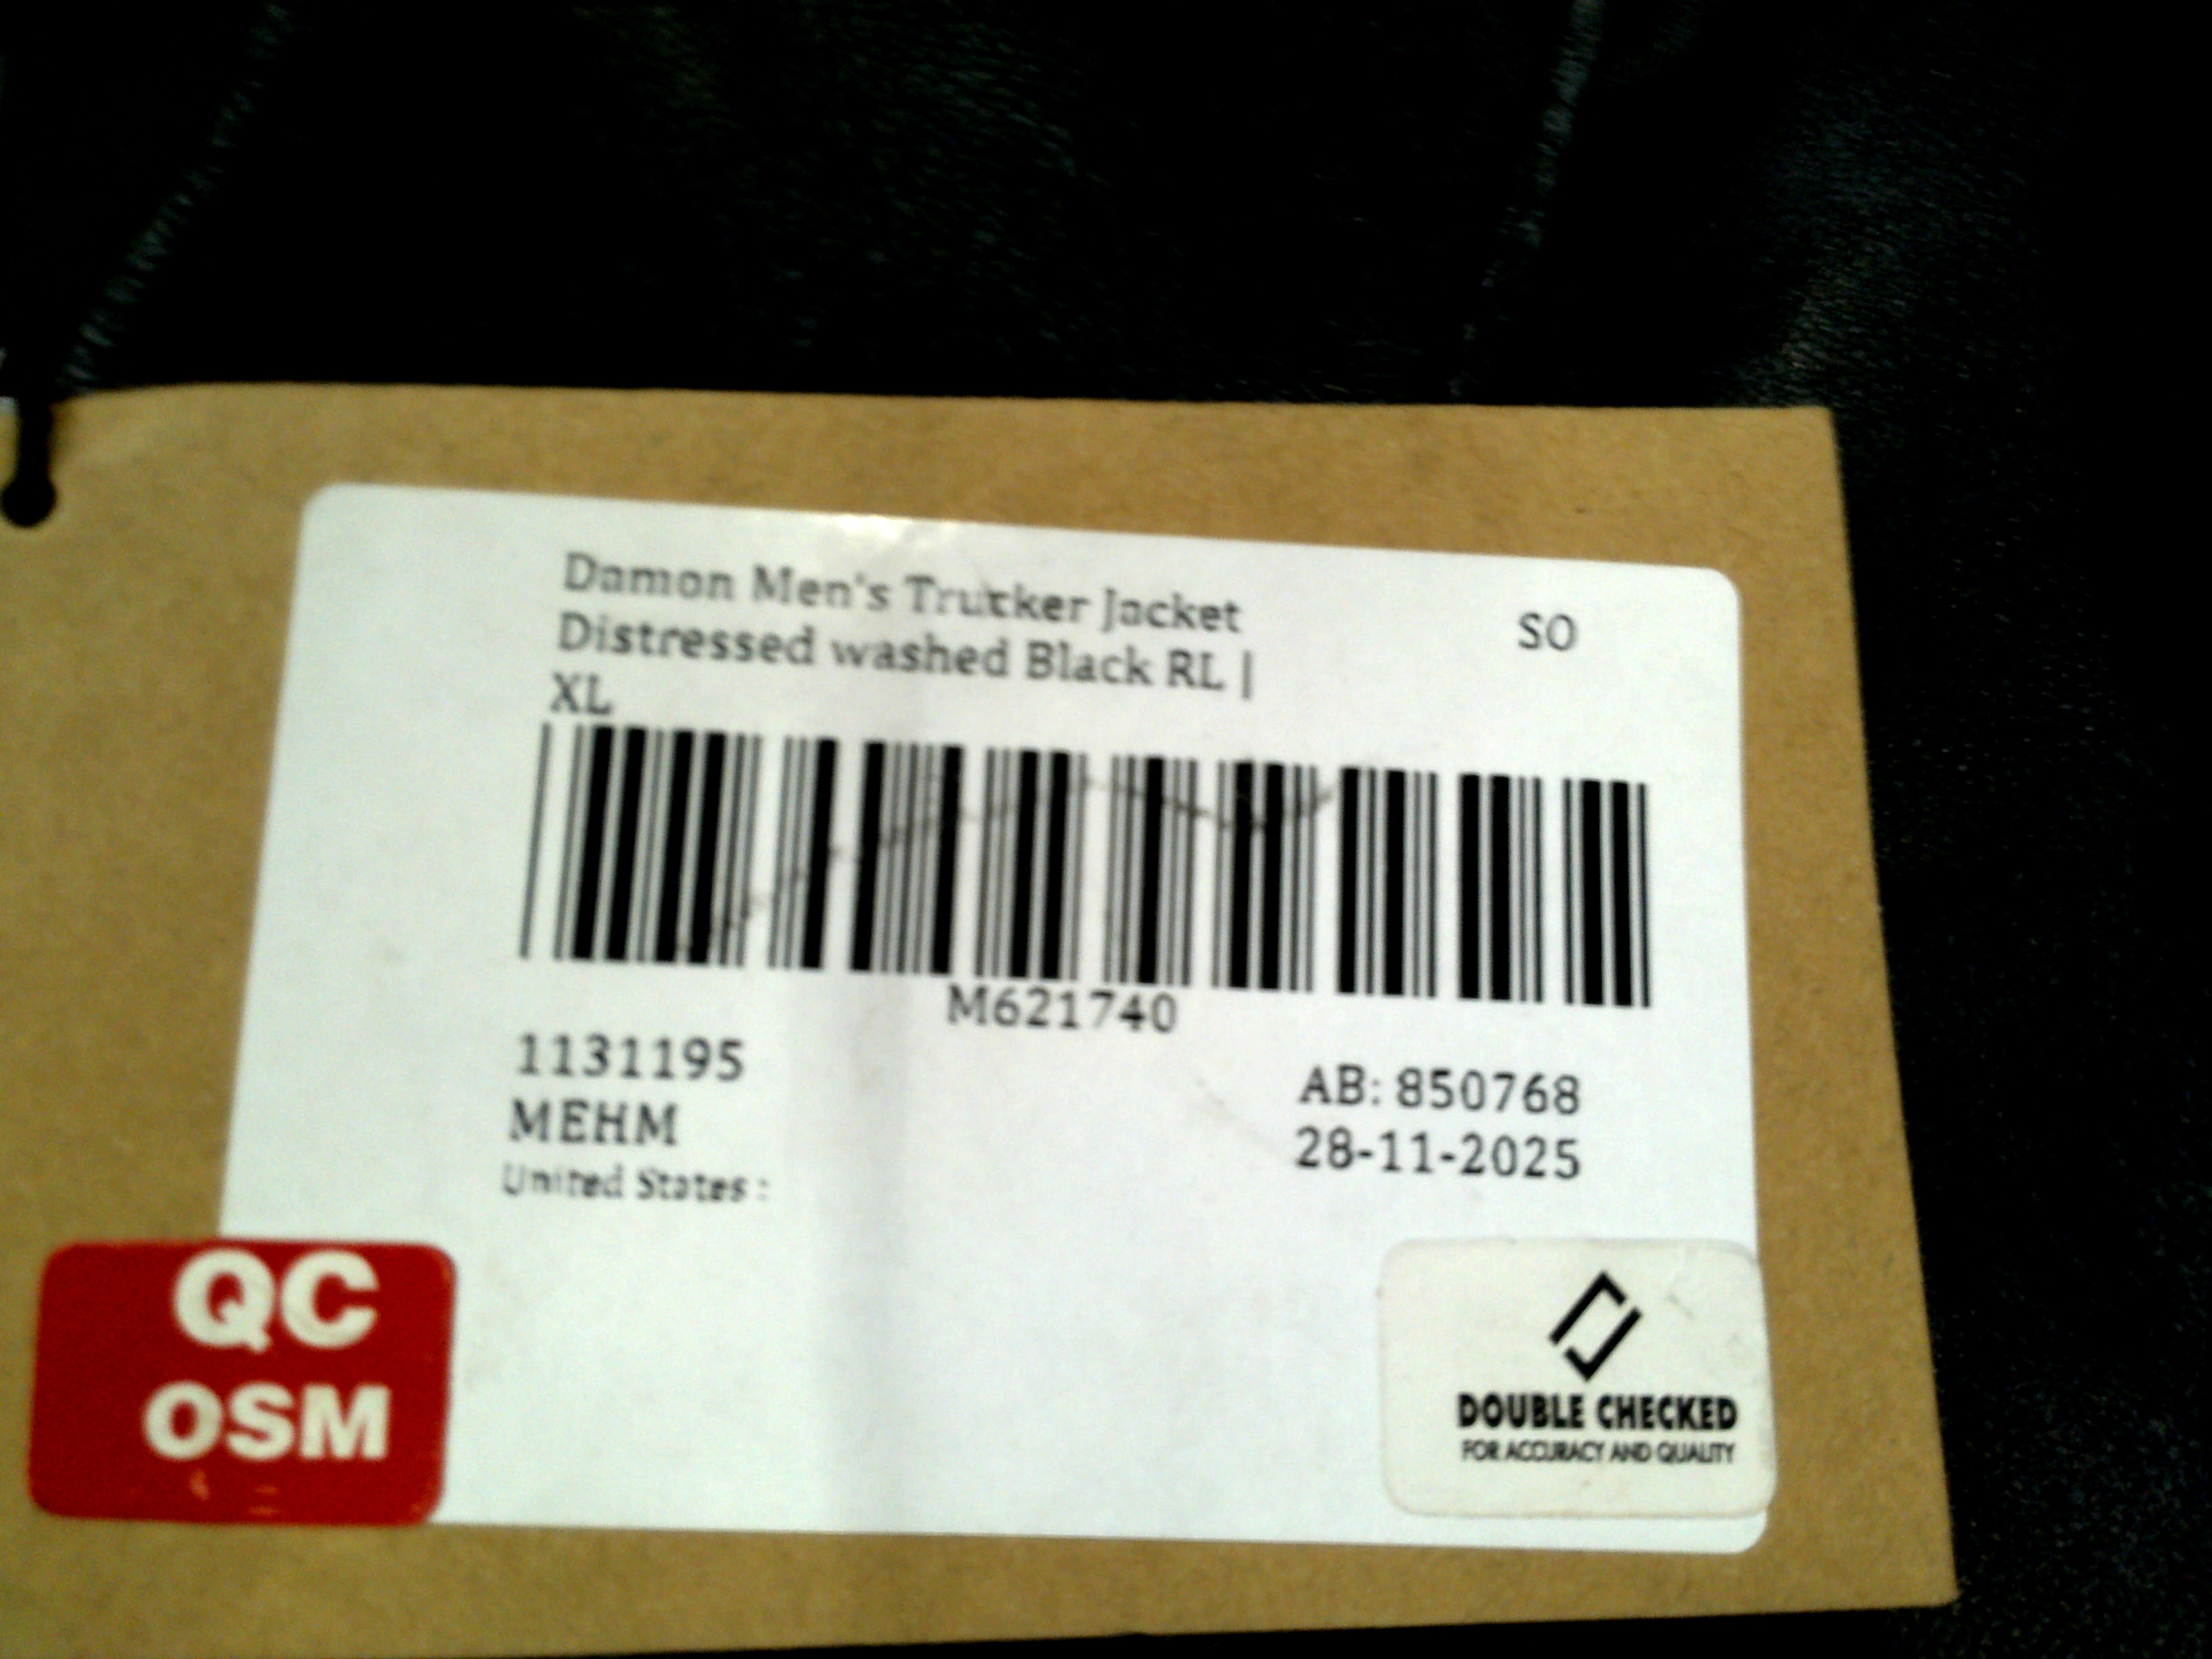 Damon Men's Trucker Jacket
Distressed washed Black RL |
XL
SO
M621740
1131195
MEHM
United States :
AB: 850768
28-11-2025
QC
OSM
DOUBLE CHECKED
FOR ACCURACY AND QUALITY